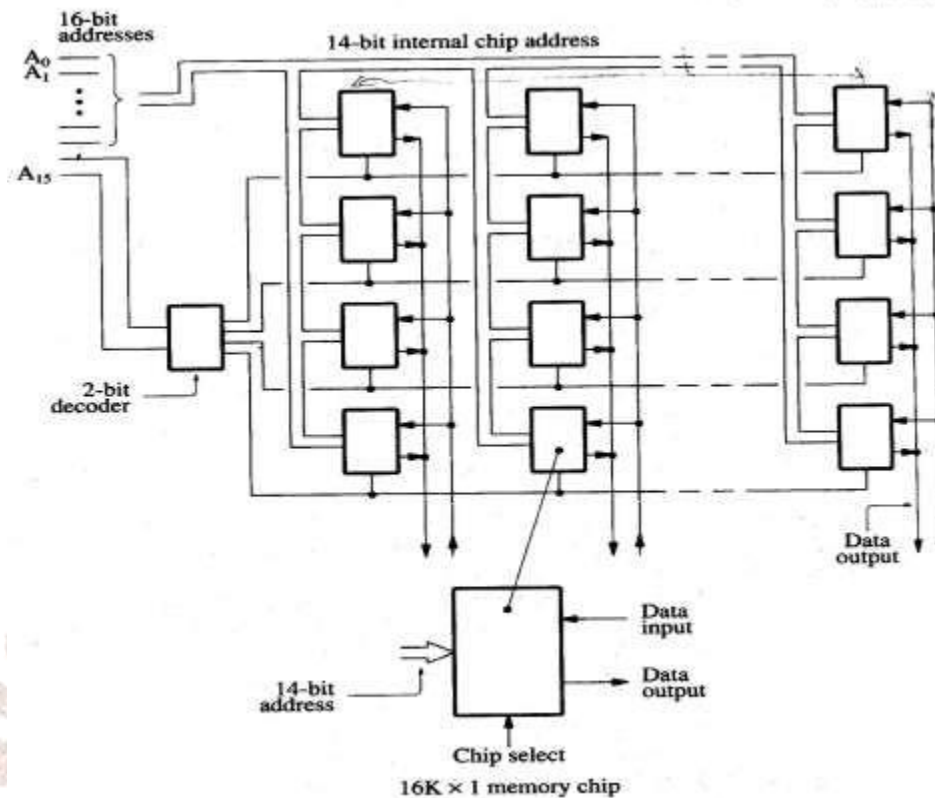 16-bit
addresses
14-bit internal chip address
A₀
A₁
A₁₅
2-bit
decoder
Data
output
Data
input
Data
output
14-bit
address
Chip select
16K × 1 memory chip